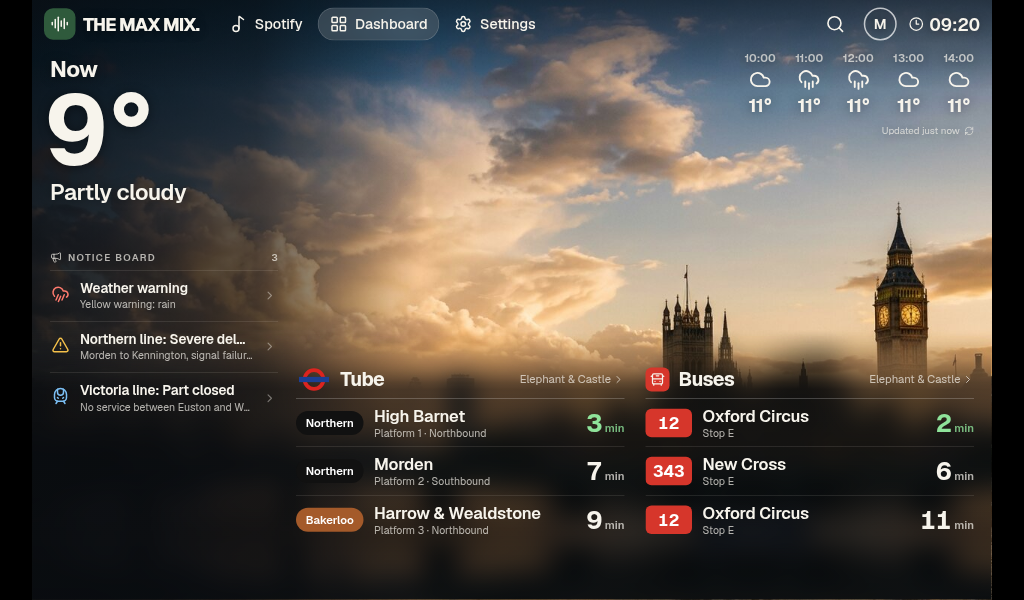 THE MAX MIX.
Spotify
Dashboard
Settings
M
09:20
Now
9°
Partly cloudy
10:00 11:00 12:00 13:00 14:00
11° 11° 11° 11° 11°
Updated just now
NOTICE BOARD 3
Weather warning
Yellow warning: rain
Northern line: Severe del...
Morden to Kennington, signal failur...
Victoria line: Part closed
No service between Euston and W...
Tube
Elephant & Castle
Northern
High Barnet
Platform 1 · Northbound
3 min
Northern
Morden
Platform 2 · Southbound
7 min
Bakerloo
Harrow & Wealdstone
Platform 3 · Northbound
9 min
Buses
Elephant & Castle
12
Oxford Circus
Stop E
2 min
343
New Cross
Stop E
6 min
12
Oxford Circus
Stop E
11 min